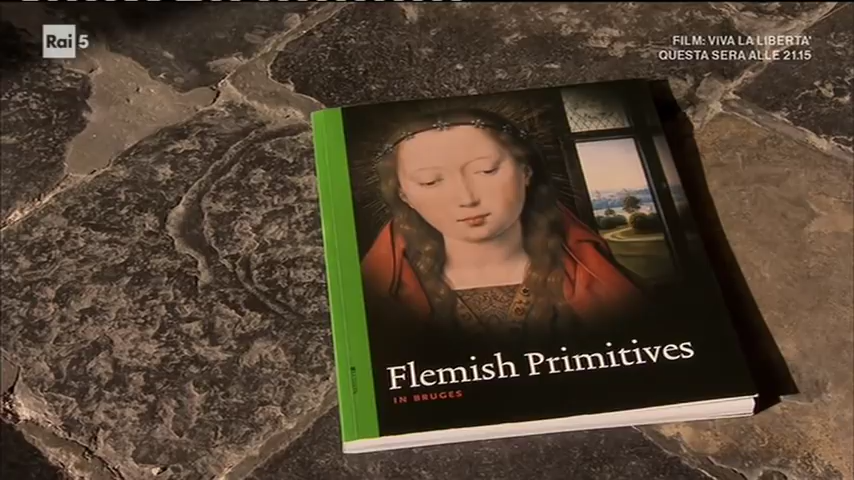 Rai 5
FILM: VIVA LA LIBERTA'
QUESTA SERA ALLE 21.15
Flemish Primitives
IN BRUGES